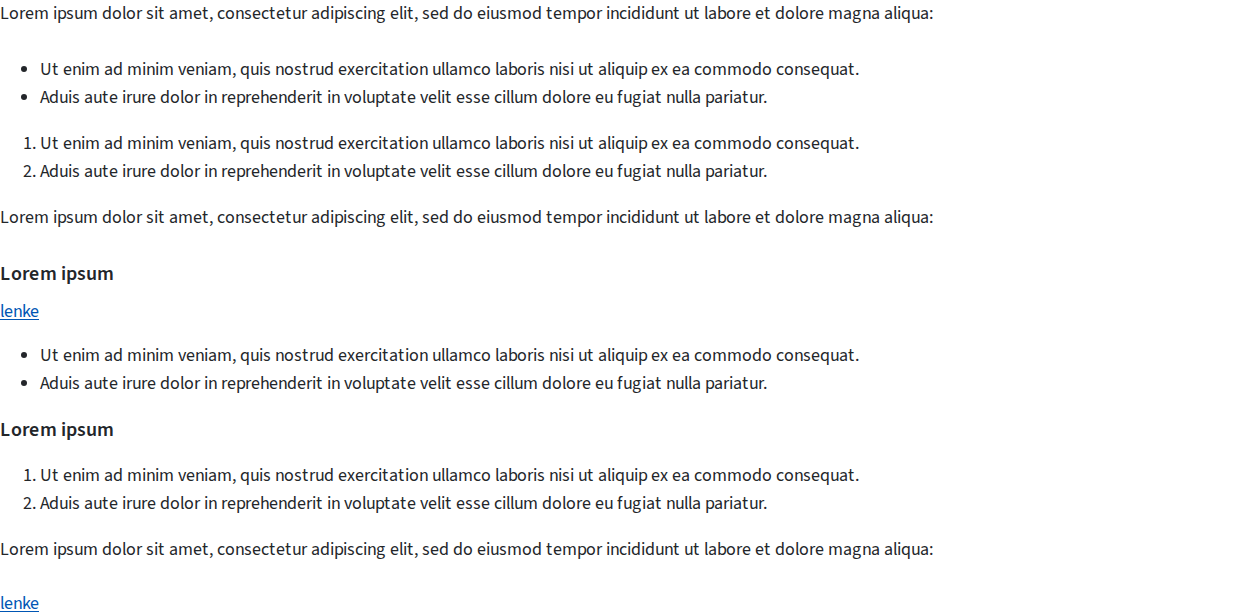 Lorem ipsum dolor sit amet, consectetur adipiscing elit, sed do eiusmod tempor incididunt ut labore et dolore magna aliqua:
• Ut enim ad minim veniam, quis nostrud exercitation ullamco laboris nisi ut aliquip ex ea commodo consequat.
• Aduis aute irure dolor in reprehenderit in voluptate velit esse cillum dolore eu fugiat nulla pariatur.
1. Ut enim ad minim veniam, quis nostrud exercitation ullamco laboris nisi ut aliquip ex ea commodo consequat.
2. Aduis aute irure dolor in reprehenderit in voluptate velit esse cillum dolore eu fugiat nulla pariatur.
Lorem ipsum dolor sit amet, consectetur adipiscing elit, sed do eiusmod tempor incididunt ut labore et dolore magna aliqua:
Lorem ipsum
lenke
• Ut enim ad minim veniam, quis nostrud exercitation ullamco laboris nisi ut aliquip ex ea commodo consequat.
• Aduis aute irure dolor in reprehenderit in voluptate velit esse cillum dolore eu fugiat nulla pariatur.
Lorem ipsum
1. Ut enim ad minim veniam, quis nostrud exercitation ullamco laboris nisi ut aliquip ex ea commodo consequat.
2. Aduis aute irure dolor in reprehenderit in voluptate velit esse cillum dolore eu fugiat nulla pariatur.
Lorem ipsum dolor sit amet, consectetur adipiscing elit, sed do eiusmod tempor incididunt ut labore et dolore magna aliqua:
lenke